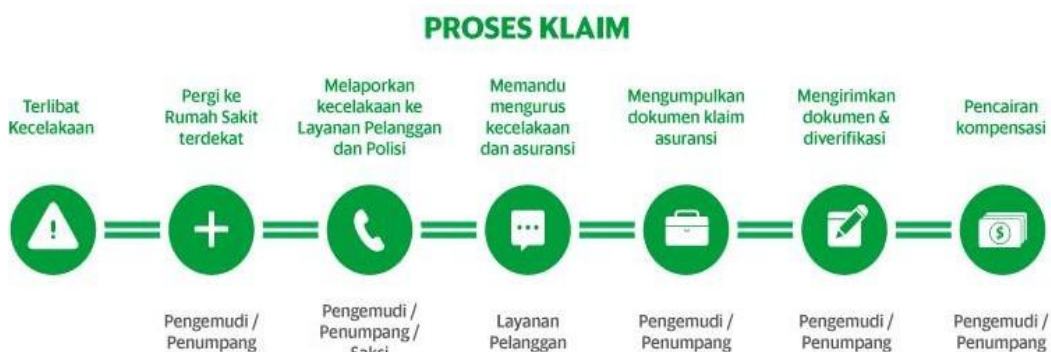 PROSES KLAIM
Terlibat
Kecelakaan
Pergi ke
Rumah Sakit
terdekat
Melaporkan
kecelakaan ke
Layanan Pelanggan
dan Polisi
Memandu
mengurus
kecelakaan
dan asuransi
Mengumpulkan
dokumen klaim
asuransi
Mengirimkan
dokumen &
diverifikasi
Pencairan
kompensasi
$
Pengemudi /
Penumpang
Pengemudi /
Penumpang /
Saksi
Layanan
Pelanggan
Pengemudi /
Penumpang
Pengemudi /
Penumpang
Pengemudi /
Penumpang